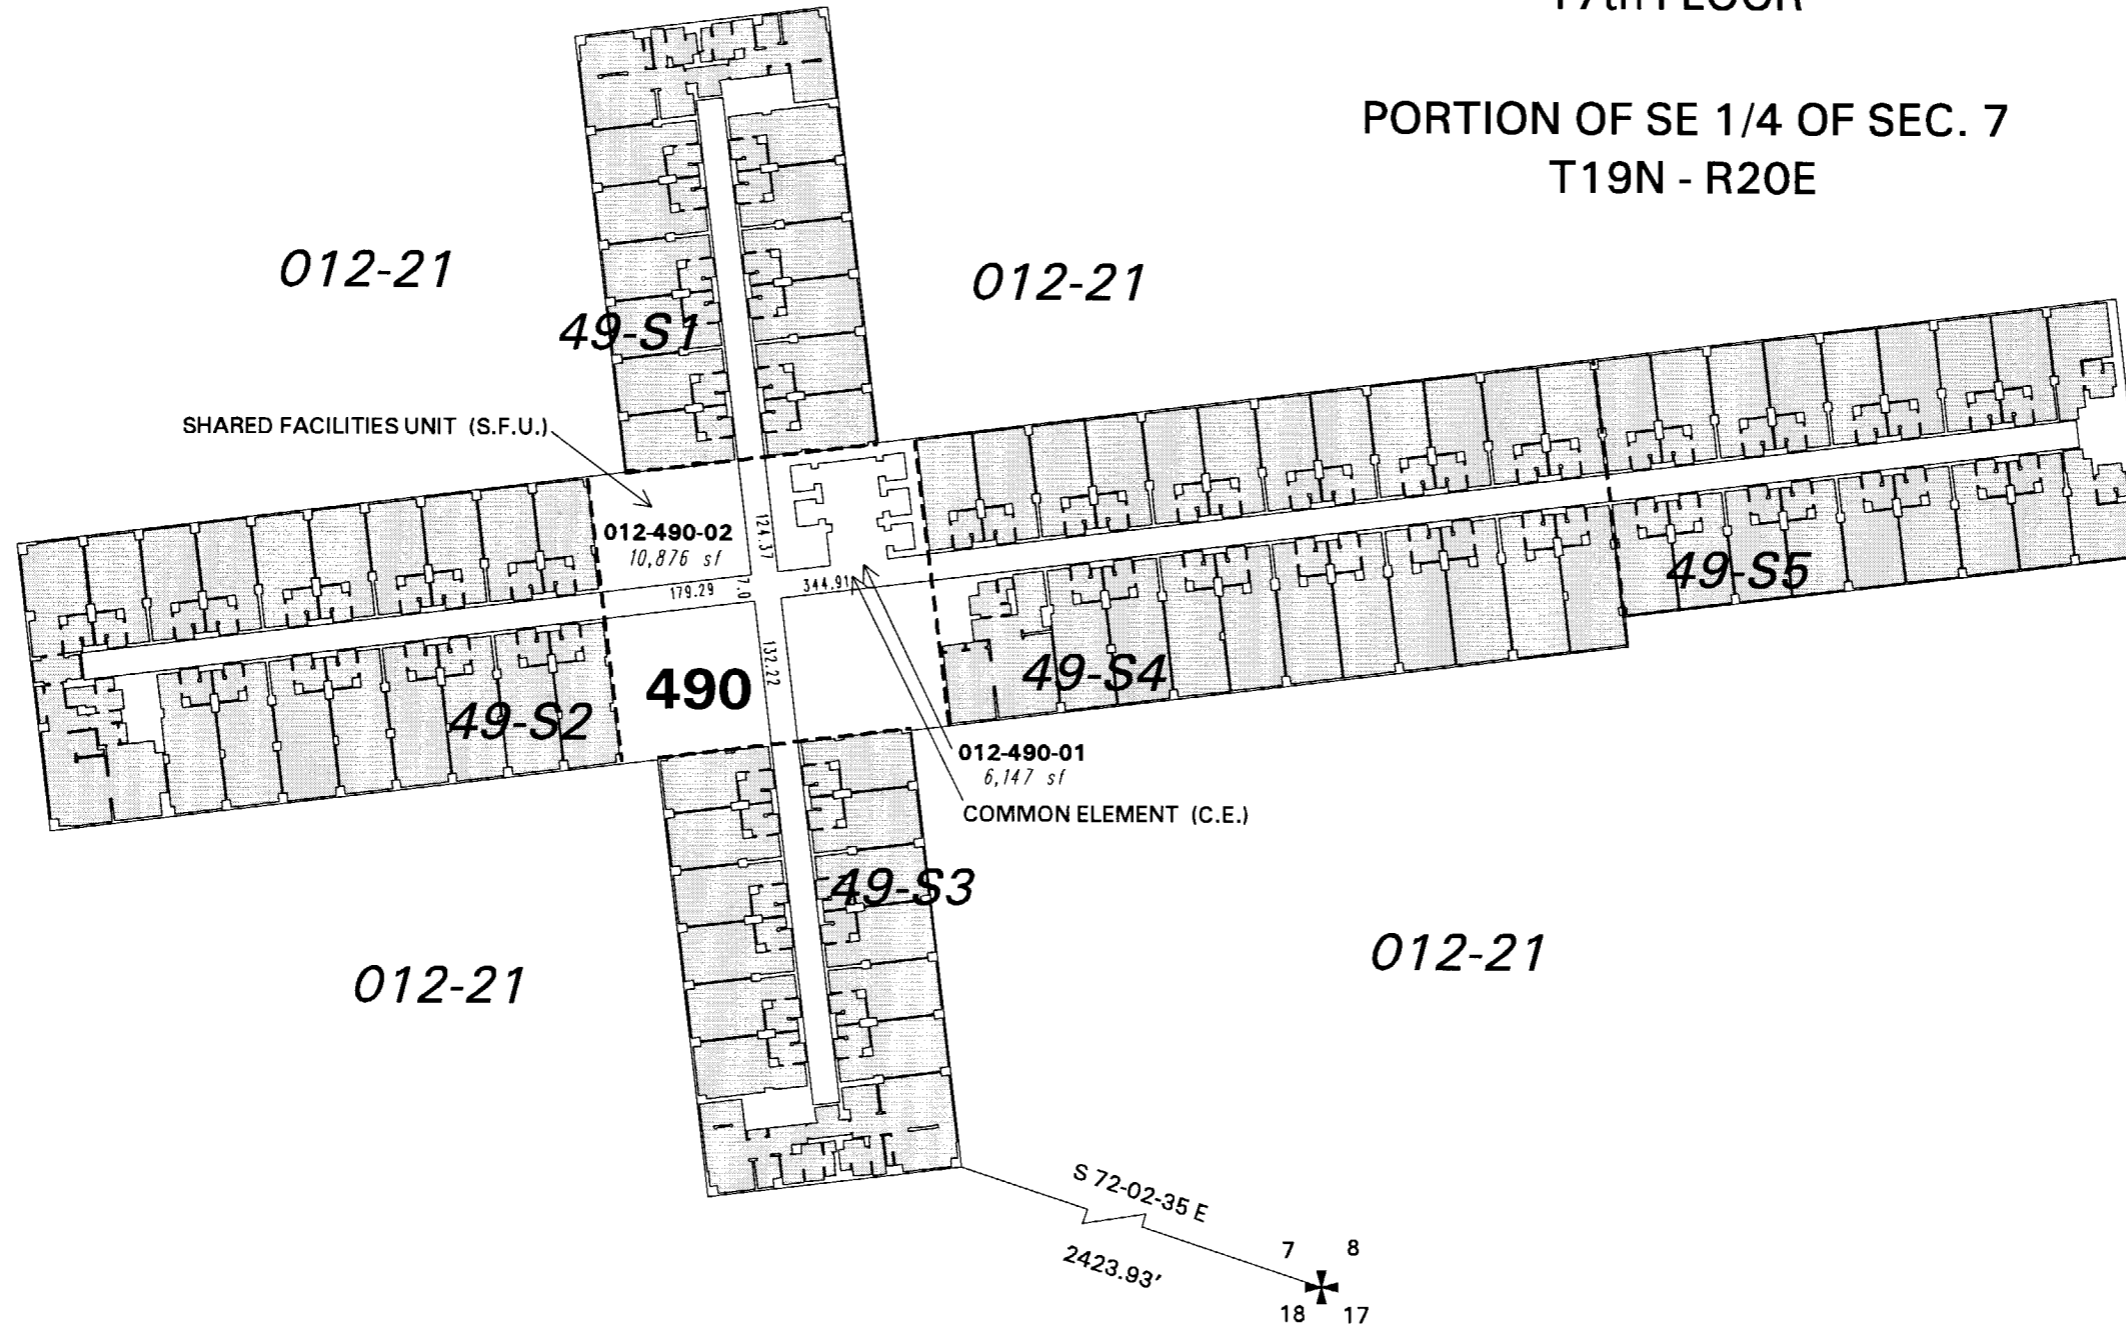 PORTION OF SE 1/4 OF SEC. 7
T19N - R20E
012-21
012-21
49-S1
SHARED FACILITIES UNIT (S.F.U.)
012-490-02
10,876 sf
124.37
179.29
7.0
344.91
132.22
490
49-S2
49-S4
49-S5
012-490-01
6,147 sf
COMMON ELEMENT (C.E.)
49-S3
012-21
012-21
S 72-02-35 E
2423.93'
7 8
18 17